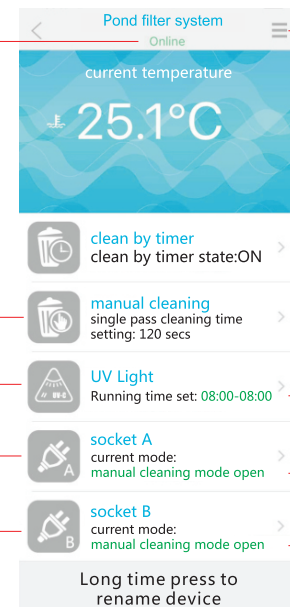 Pond filter system
Online
current temperature
25.1°C
clean by timer
clean by timer state:ON
manual cleaning
single pass cleaning time
setting: 120 secs
UV-C
UV Light
Running time set: 08:00-08:00
A
socket A
current mode:
manual cleaning mode open
B
socket B
current mode:
manual cleaning mode open
Long time press to
rename device